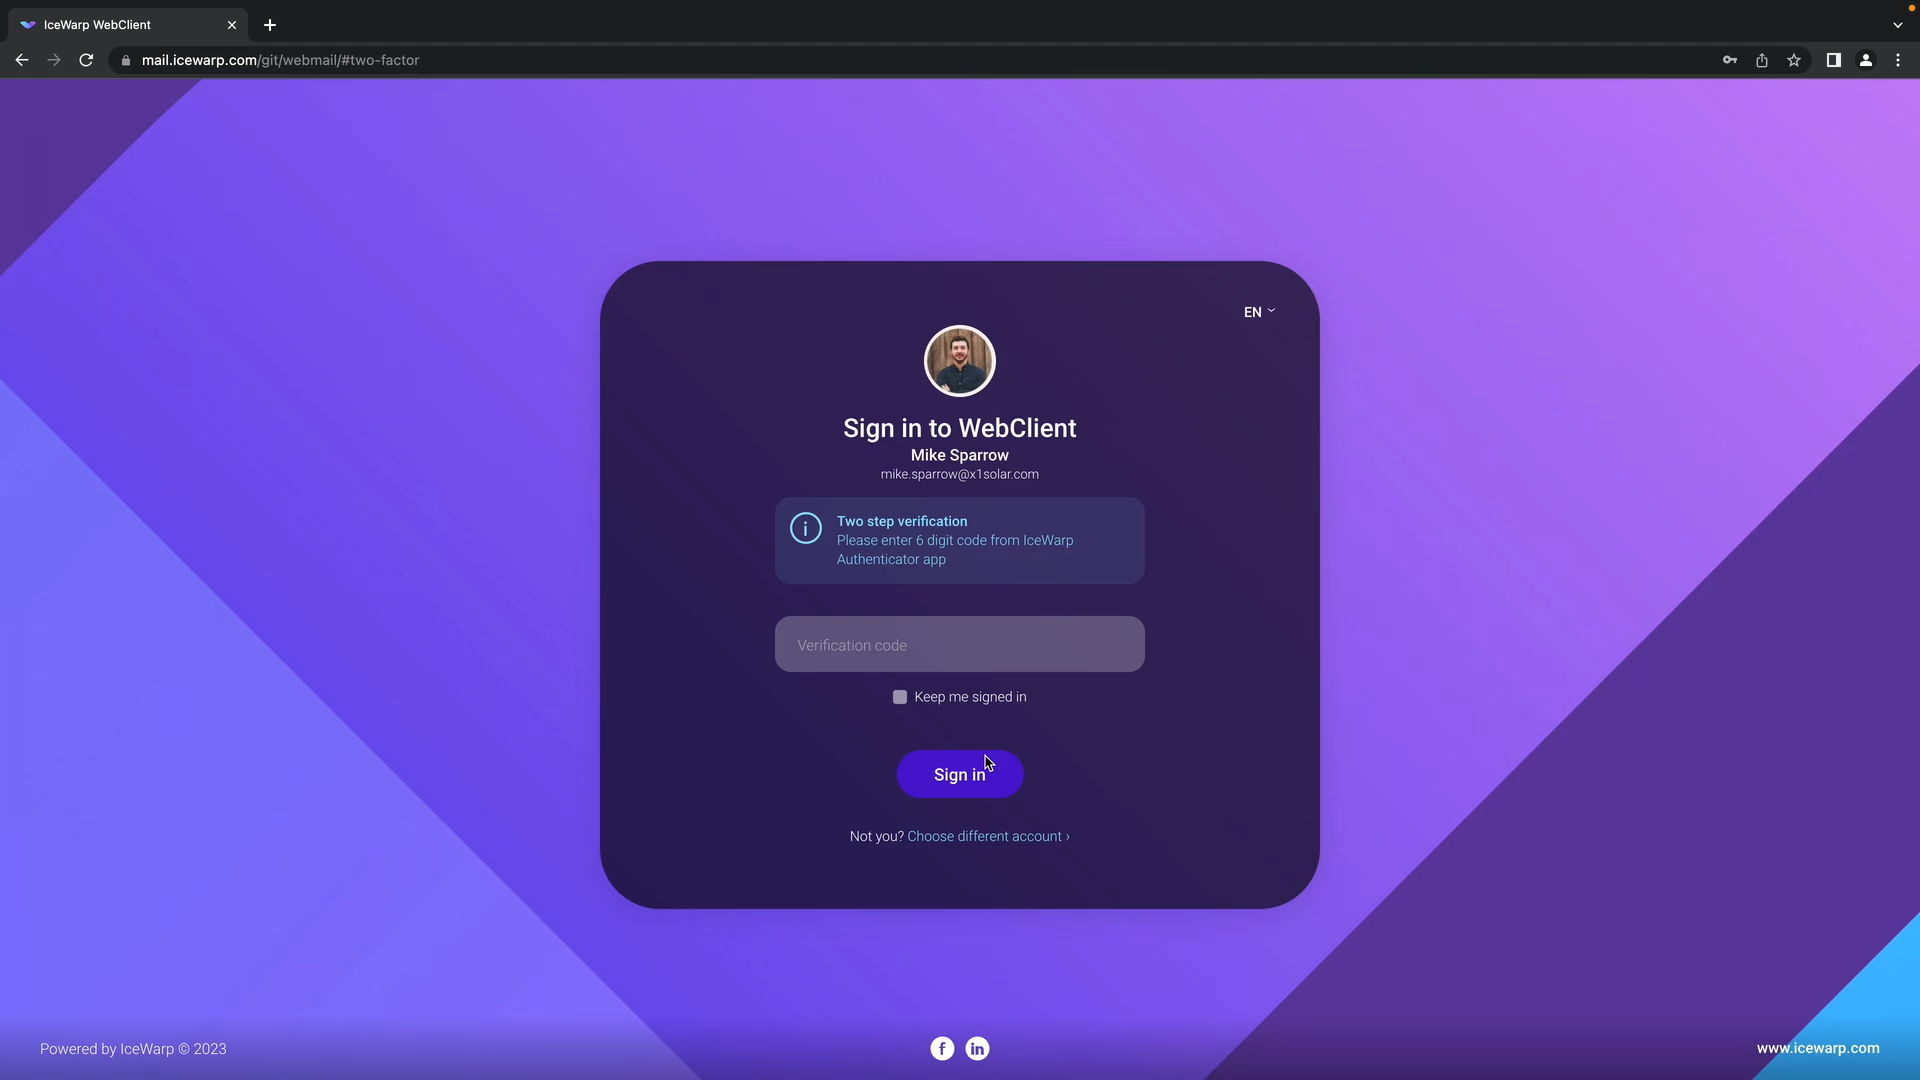 IceWarp WebClient
mail.icewarp.com/git/webmail/#two-factor
EN
Sign in to WebClient
Mike Sparrow
mike.sparrow@x1solar.com
Two step verification
Please enter 6 digit code from IceWarp
Authenticator app
Verification code
Keep me signed in
Sign in
Not you? Choose different account ›
Powered by IceWarp © 2023
f in
www.icewarp.com